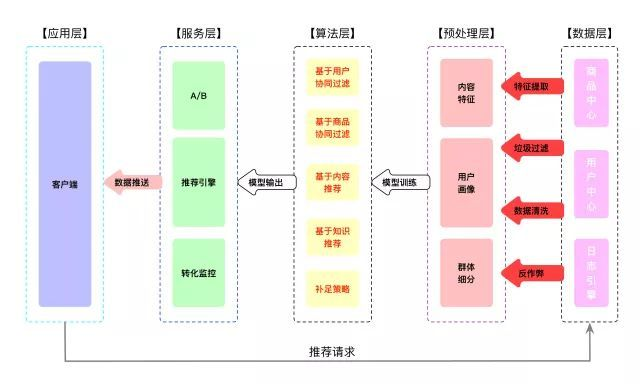 【应用层】
【服务层】
【算法层】
【预处理层】
【数据层】
客户端
数据推送
A/B
推荐引擎
转化监控
模型输出
基于用户
协同过滤
基于商品
协同过滤
基于内容
推荐
基于知识
推荐
补足策略
模型训练
内容
特征
用户
画像
群体
细分
特征提取
垃圾过滤
数据清洗
反作弊
商品中心
用户中心
日市引擎
推荐请求